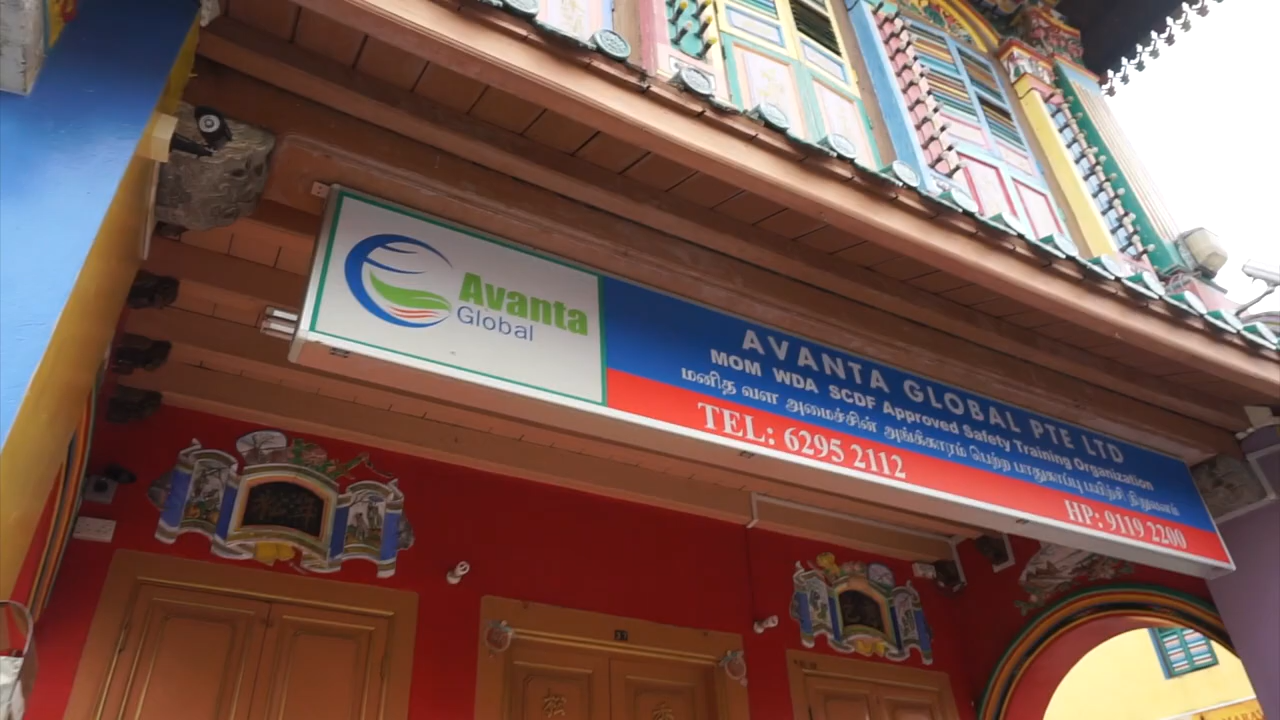 Avanta
Global
AVANTA GLOBAL PTE LTD
MOM WDA SCDF Approved Safety Training Organization
மனித வள அமைச்சின் அங்கீகாரம் பெற்ற பாதுகாப்பு பயிற்சி நிறுவனம்
TEL: 6295 2112
HP: 9119 2200
37